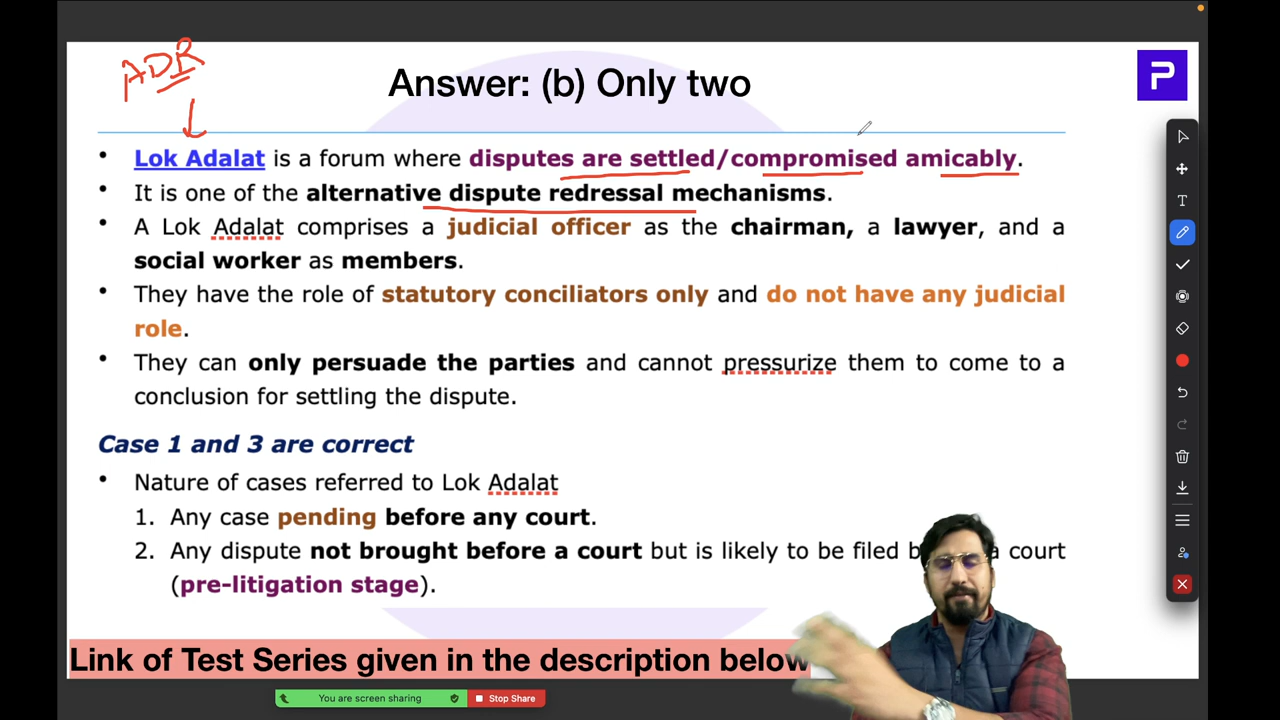 ADR
Answer: (b) Only two
P
• Lok Adalat is a forum where disputes are settled/compromised amicably.
• It is one of the alternative dispute redressal mechanisms.
• A Lok Adalat comprises a judicial officer as the chairman, a lawyer, and a
social worker as members.
• They have the role of statutory conciliators only and do not have any judicial
role.
• They can only persuade the parties and cannot pressurize them to come to a
conclusion for settling the dispute.
Case 1 and 3 are correct
• Nature of cases referred to Lok Adalat
1. Any case pending before any court.
2. Any dispute not brought before a court but is likely to be filed a court
(pre-litigation stage).
Link of Test Series given in the description below
You are screen sharing
Stop Share